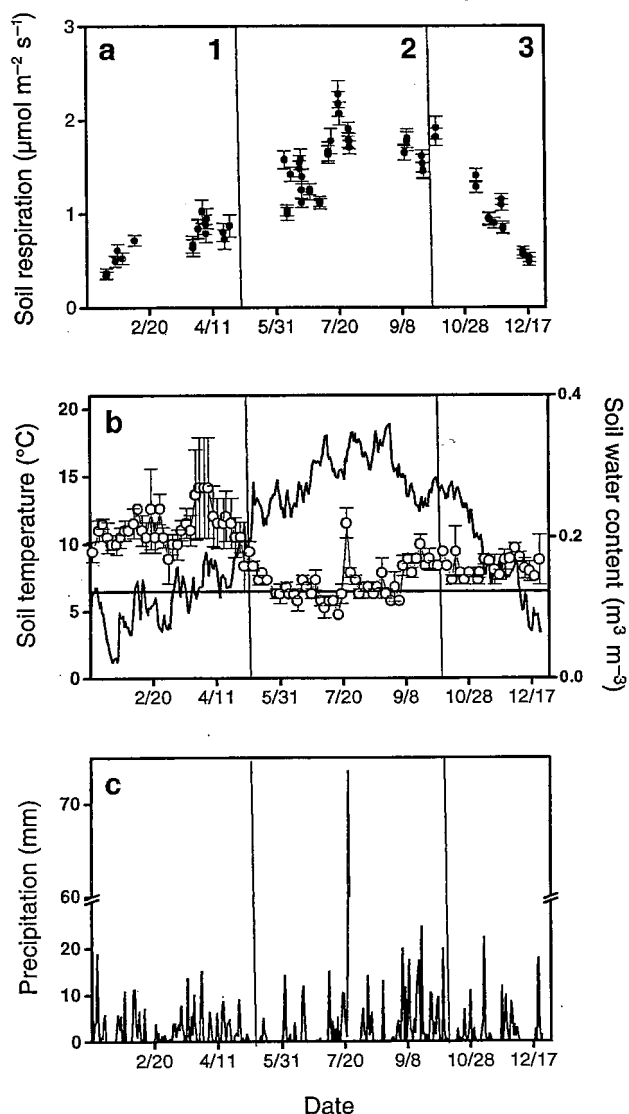 a 1 2 3
Soil respiration (µmol m⁻² s⁻¹)
3
2
1
0
2/20 4/11 5/31 7/20 9/8 10/28 12/17
b
Soil temperature (°C)
20
15
10
5
0
Soil water content (m³ m⁻³)
0.4
0.2
0.0
2/20 4/11 5/31 7/20 9/8 10/28 12/17
c
Precipitation (mm)
70
60
20
10
0
2/20 4/11 5/31 7/20 9/8 10/28 12/17
Date